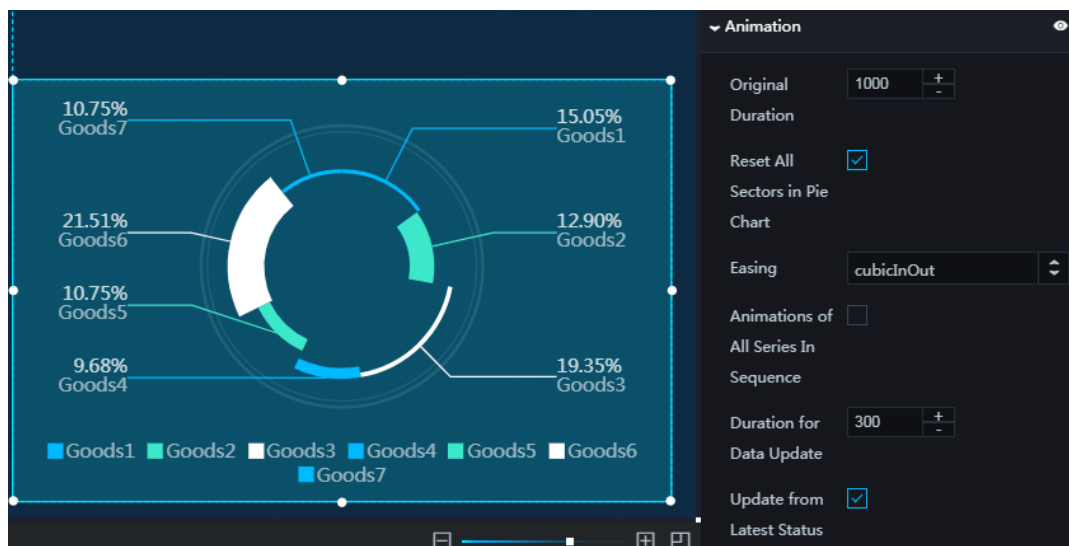 10.75%
Goods7
15.05%
Goods1
21.51%
Goods6
12.90%
Goods2
10.75%
Goods5
9.68%
Goods4
19.35%
Goods3
Goods1 Goods2 Goods3 Goods4 Goods5 Goods6
Goods7
Animation
Original
Duration
1000
+
-
Reset All
Sectors in Pie
Chart
Easing
cubicInOut
Animations of
All Series In
Sequence
Duration for
Data Update
300
+
-
Update from
Latest Status